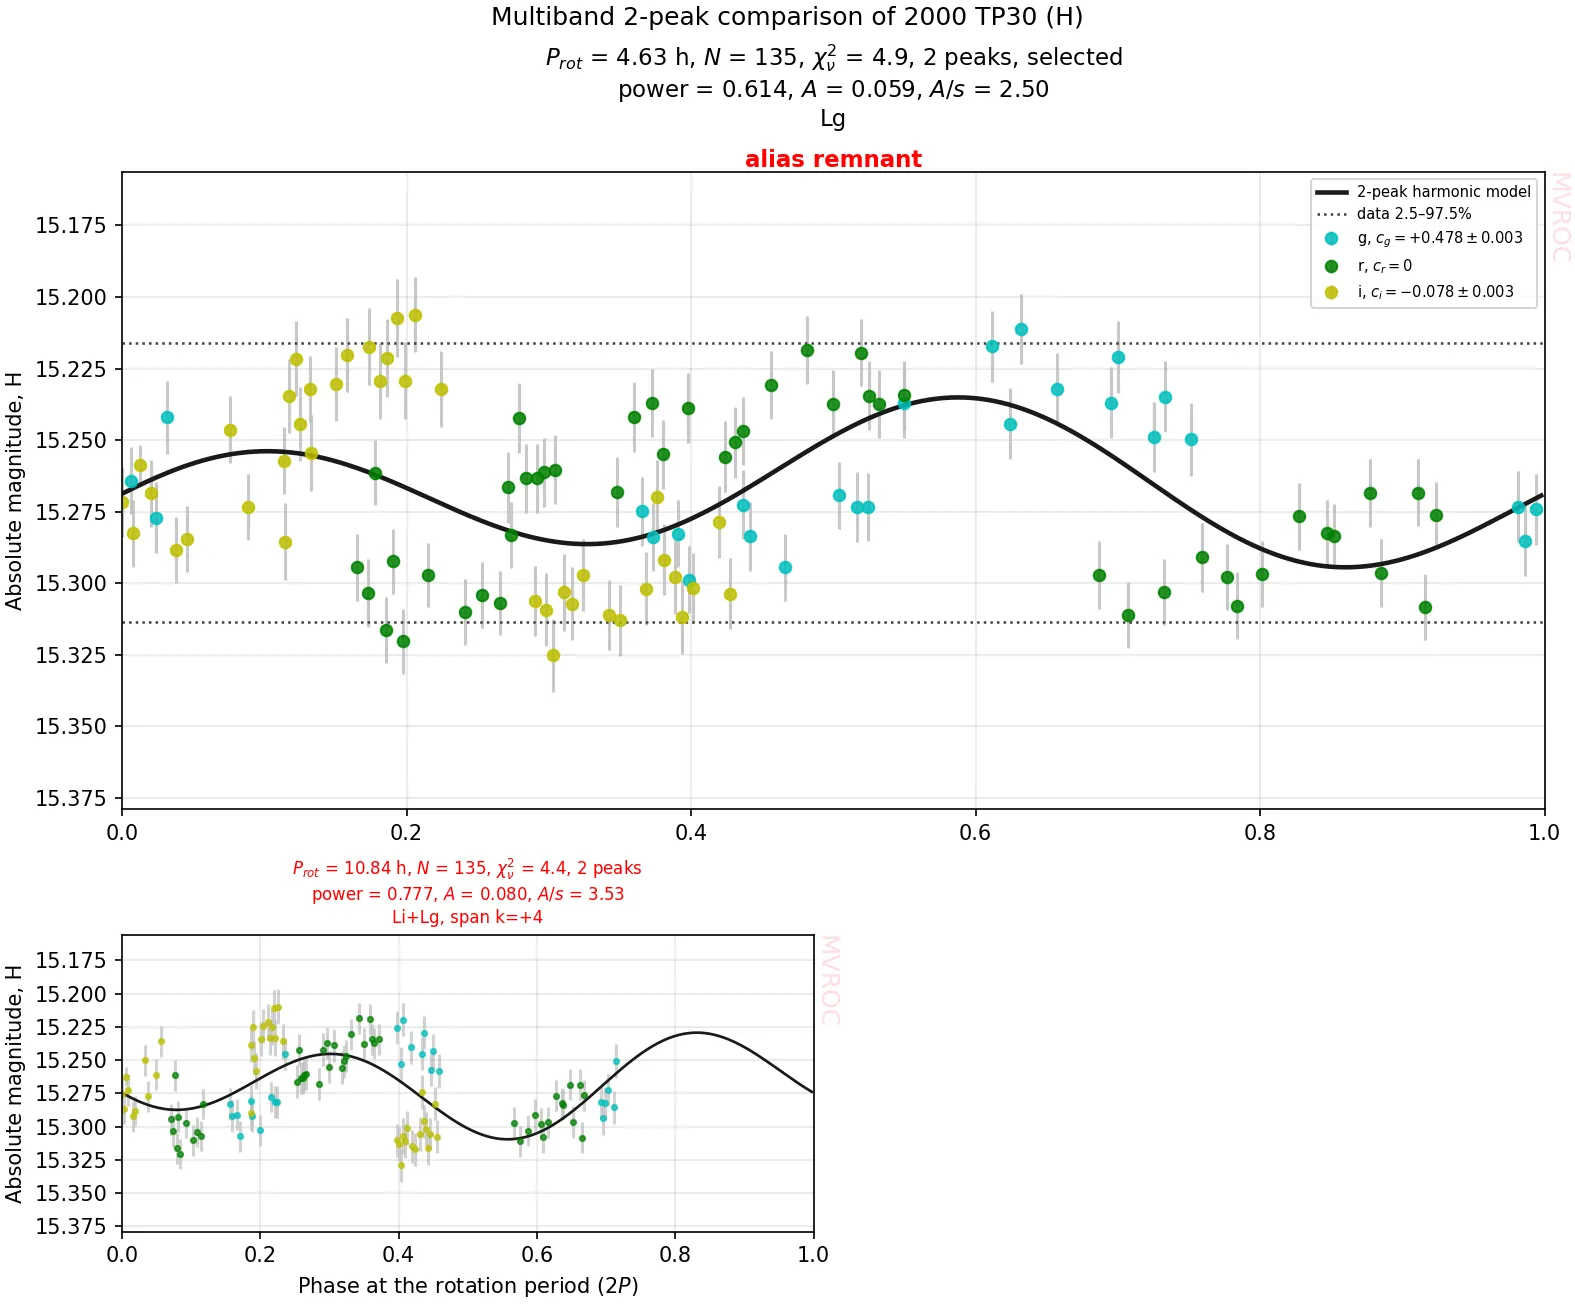 Multiband 2-peak comparison of 2000 TP30 (H)
P_rot = 4.63 h, N = 135, χ²_ν = 4.9, 2 peaks, selected
power = 0.614, A = 0.059, A/s = 2.50
Lg
alias remnant
2-peak harmonic model
data 2.5–97.5%
g, c_g = +0.478 ± 0.003
r, c_r = 0
i, c_i = −0.078 ± 0.003
MVROC
Absolute magnitude, H
15.175
15.200
15.225
15.250
15.275
15.300
15.325
15.350
15.375
0.0 0.2 0.4 0.6 0.8 1.0
P_rot = 10.84 h, N = 135, χ²_ν = 4.4, 2 peaks
power = 0.777, A = 0.080, A/s = 3.53
Li+Lg, span k=+4
MVROC
Absolute magnitude, H
15.175
15.200
15.225
15.250
15.275
15.300
15.325
15.350
15.375
0.0 0.2 0.4 0.6 0.8 1.0
Phase at the rotation period (2P)